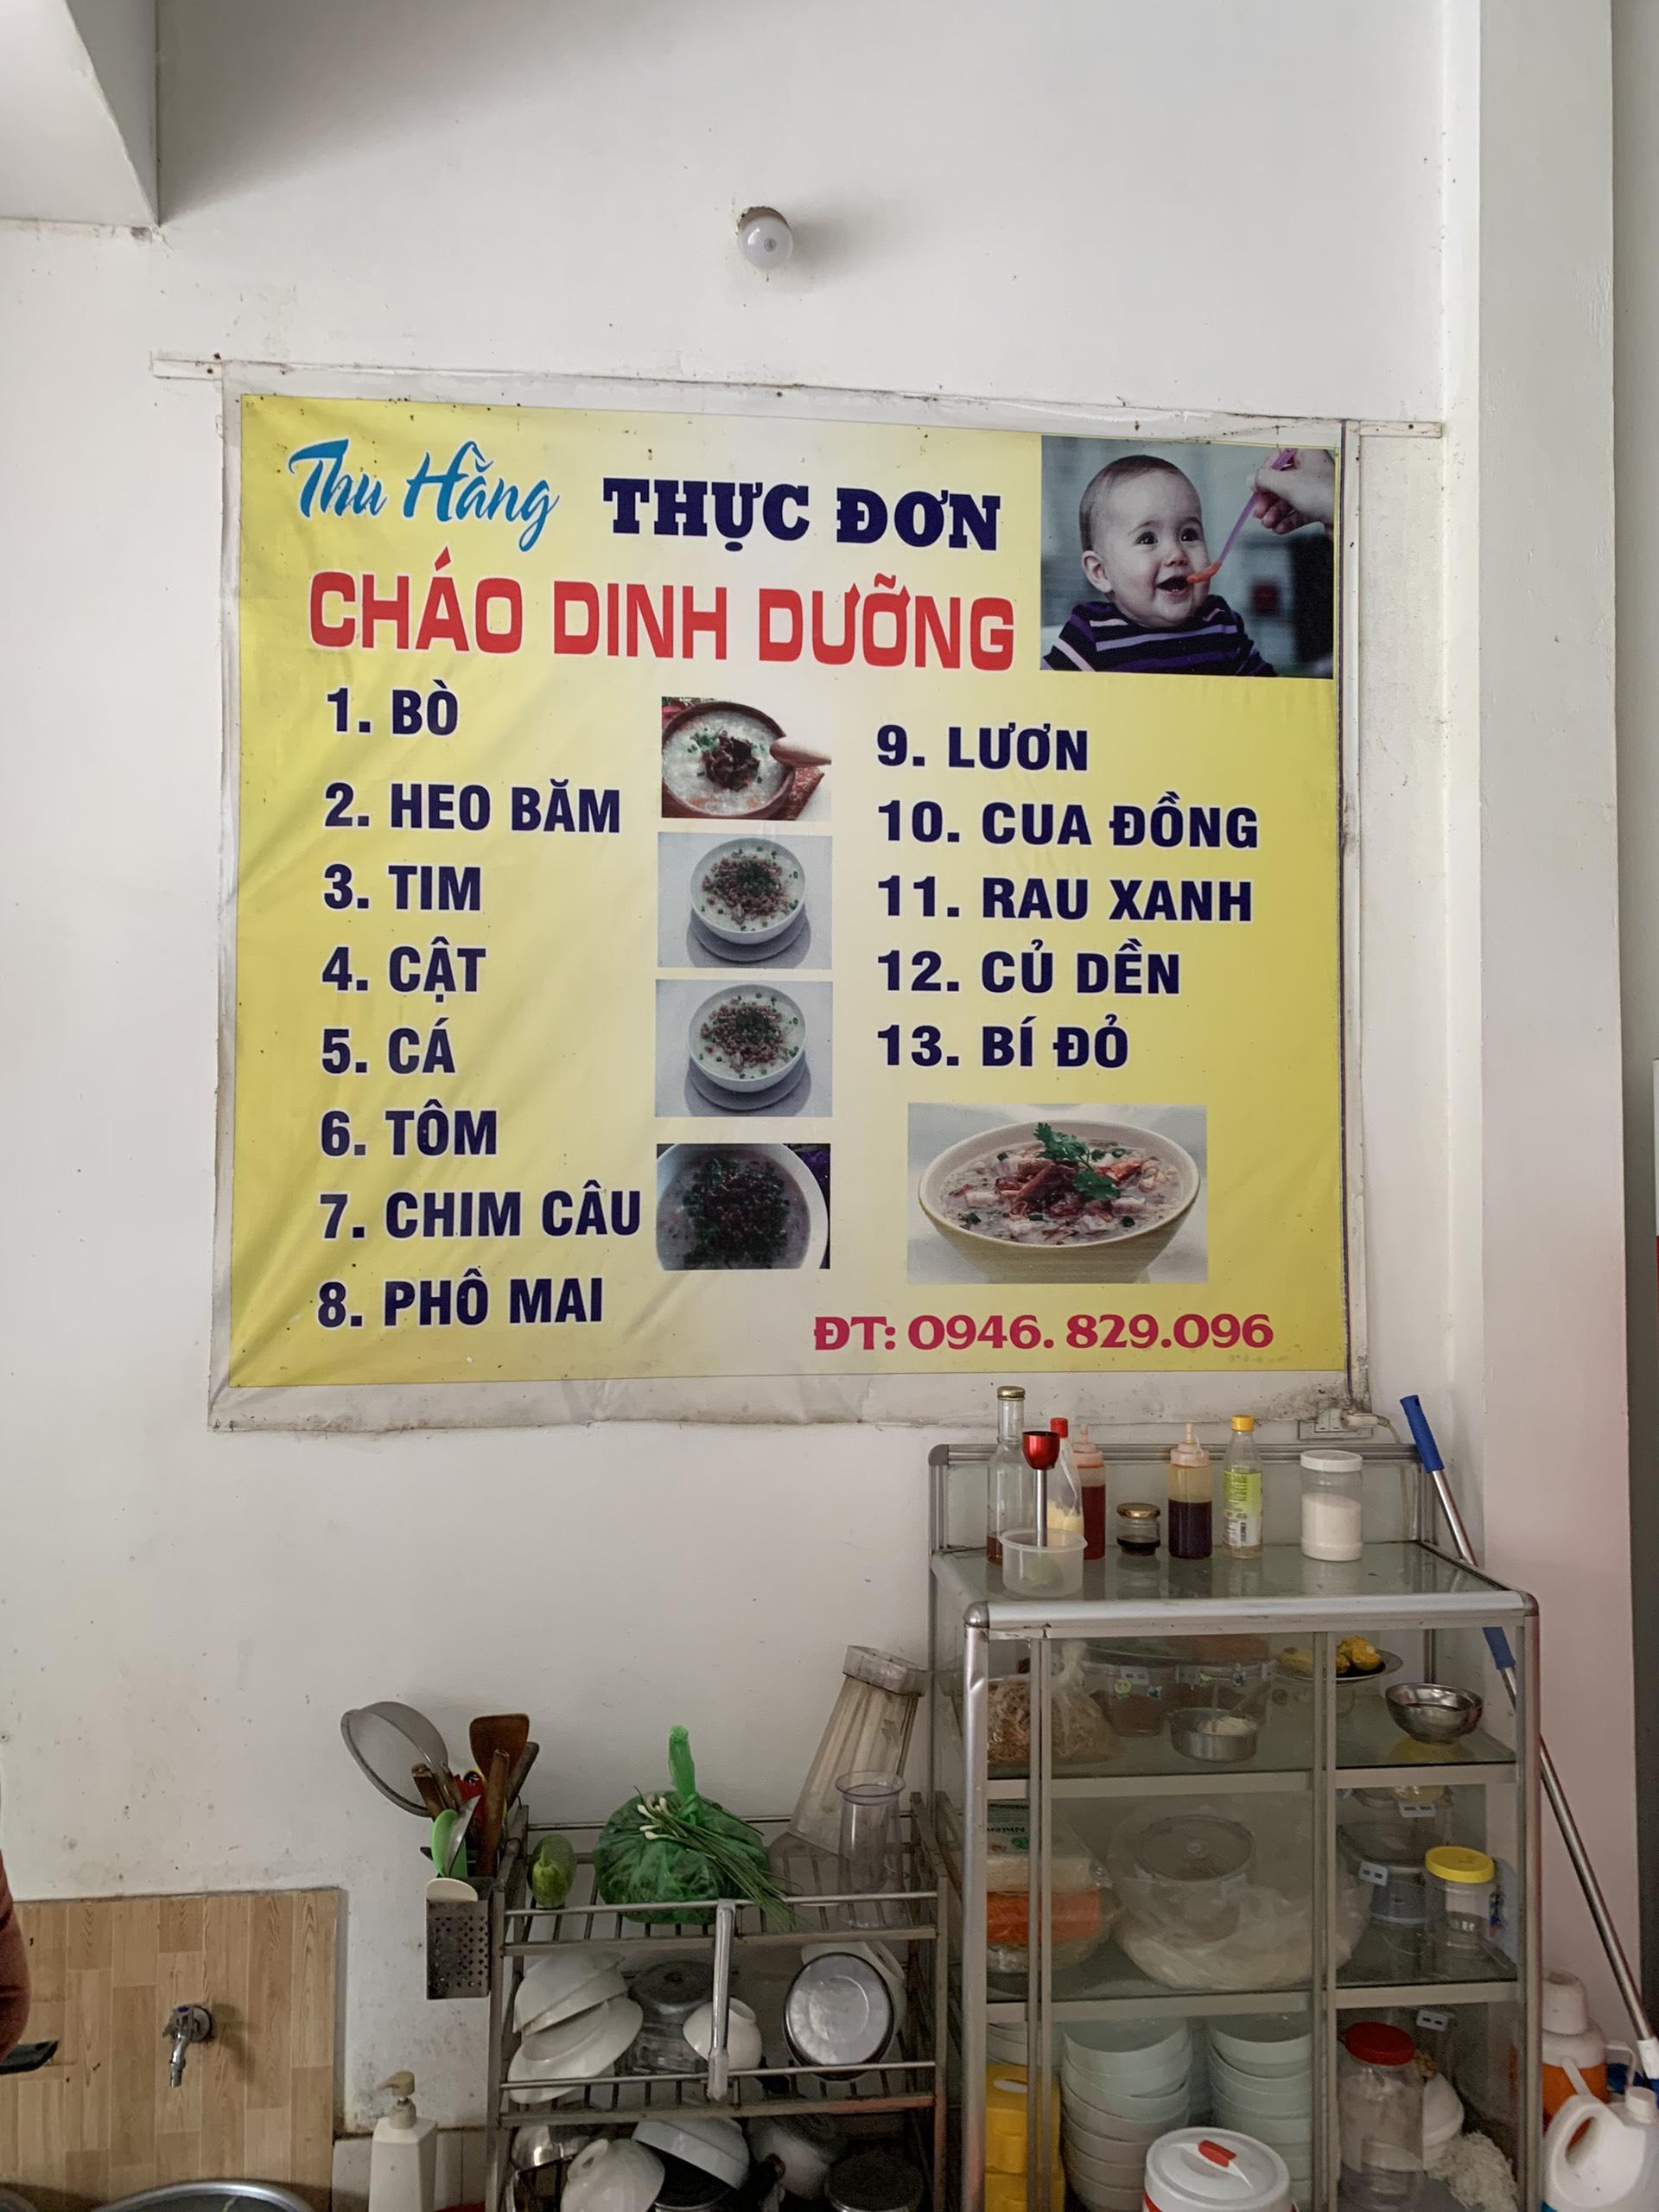 Thu Hằng THỰC ĐƠN
CHÁO DINH DƯỠNG
1. BÒ
2. HEO BĂM
3. TIM
4. CẬT
5. CÁ
6. TÔM
7. CHIM CÂU
8. PHÔ MAI
9. LƯƠN
10. CUA ĐỒNG
11. RAU XANH
12. CỦ DỀN
13. BÍ ĐỎ
ĐT: 0946. 829.096